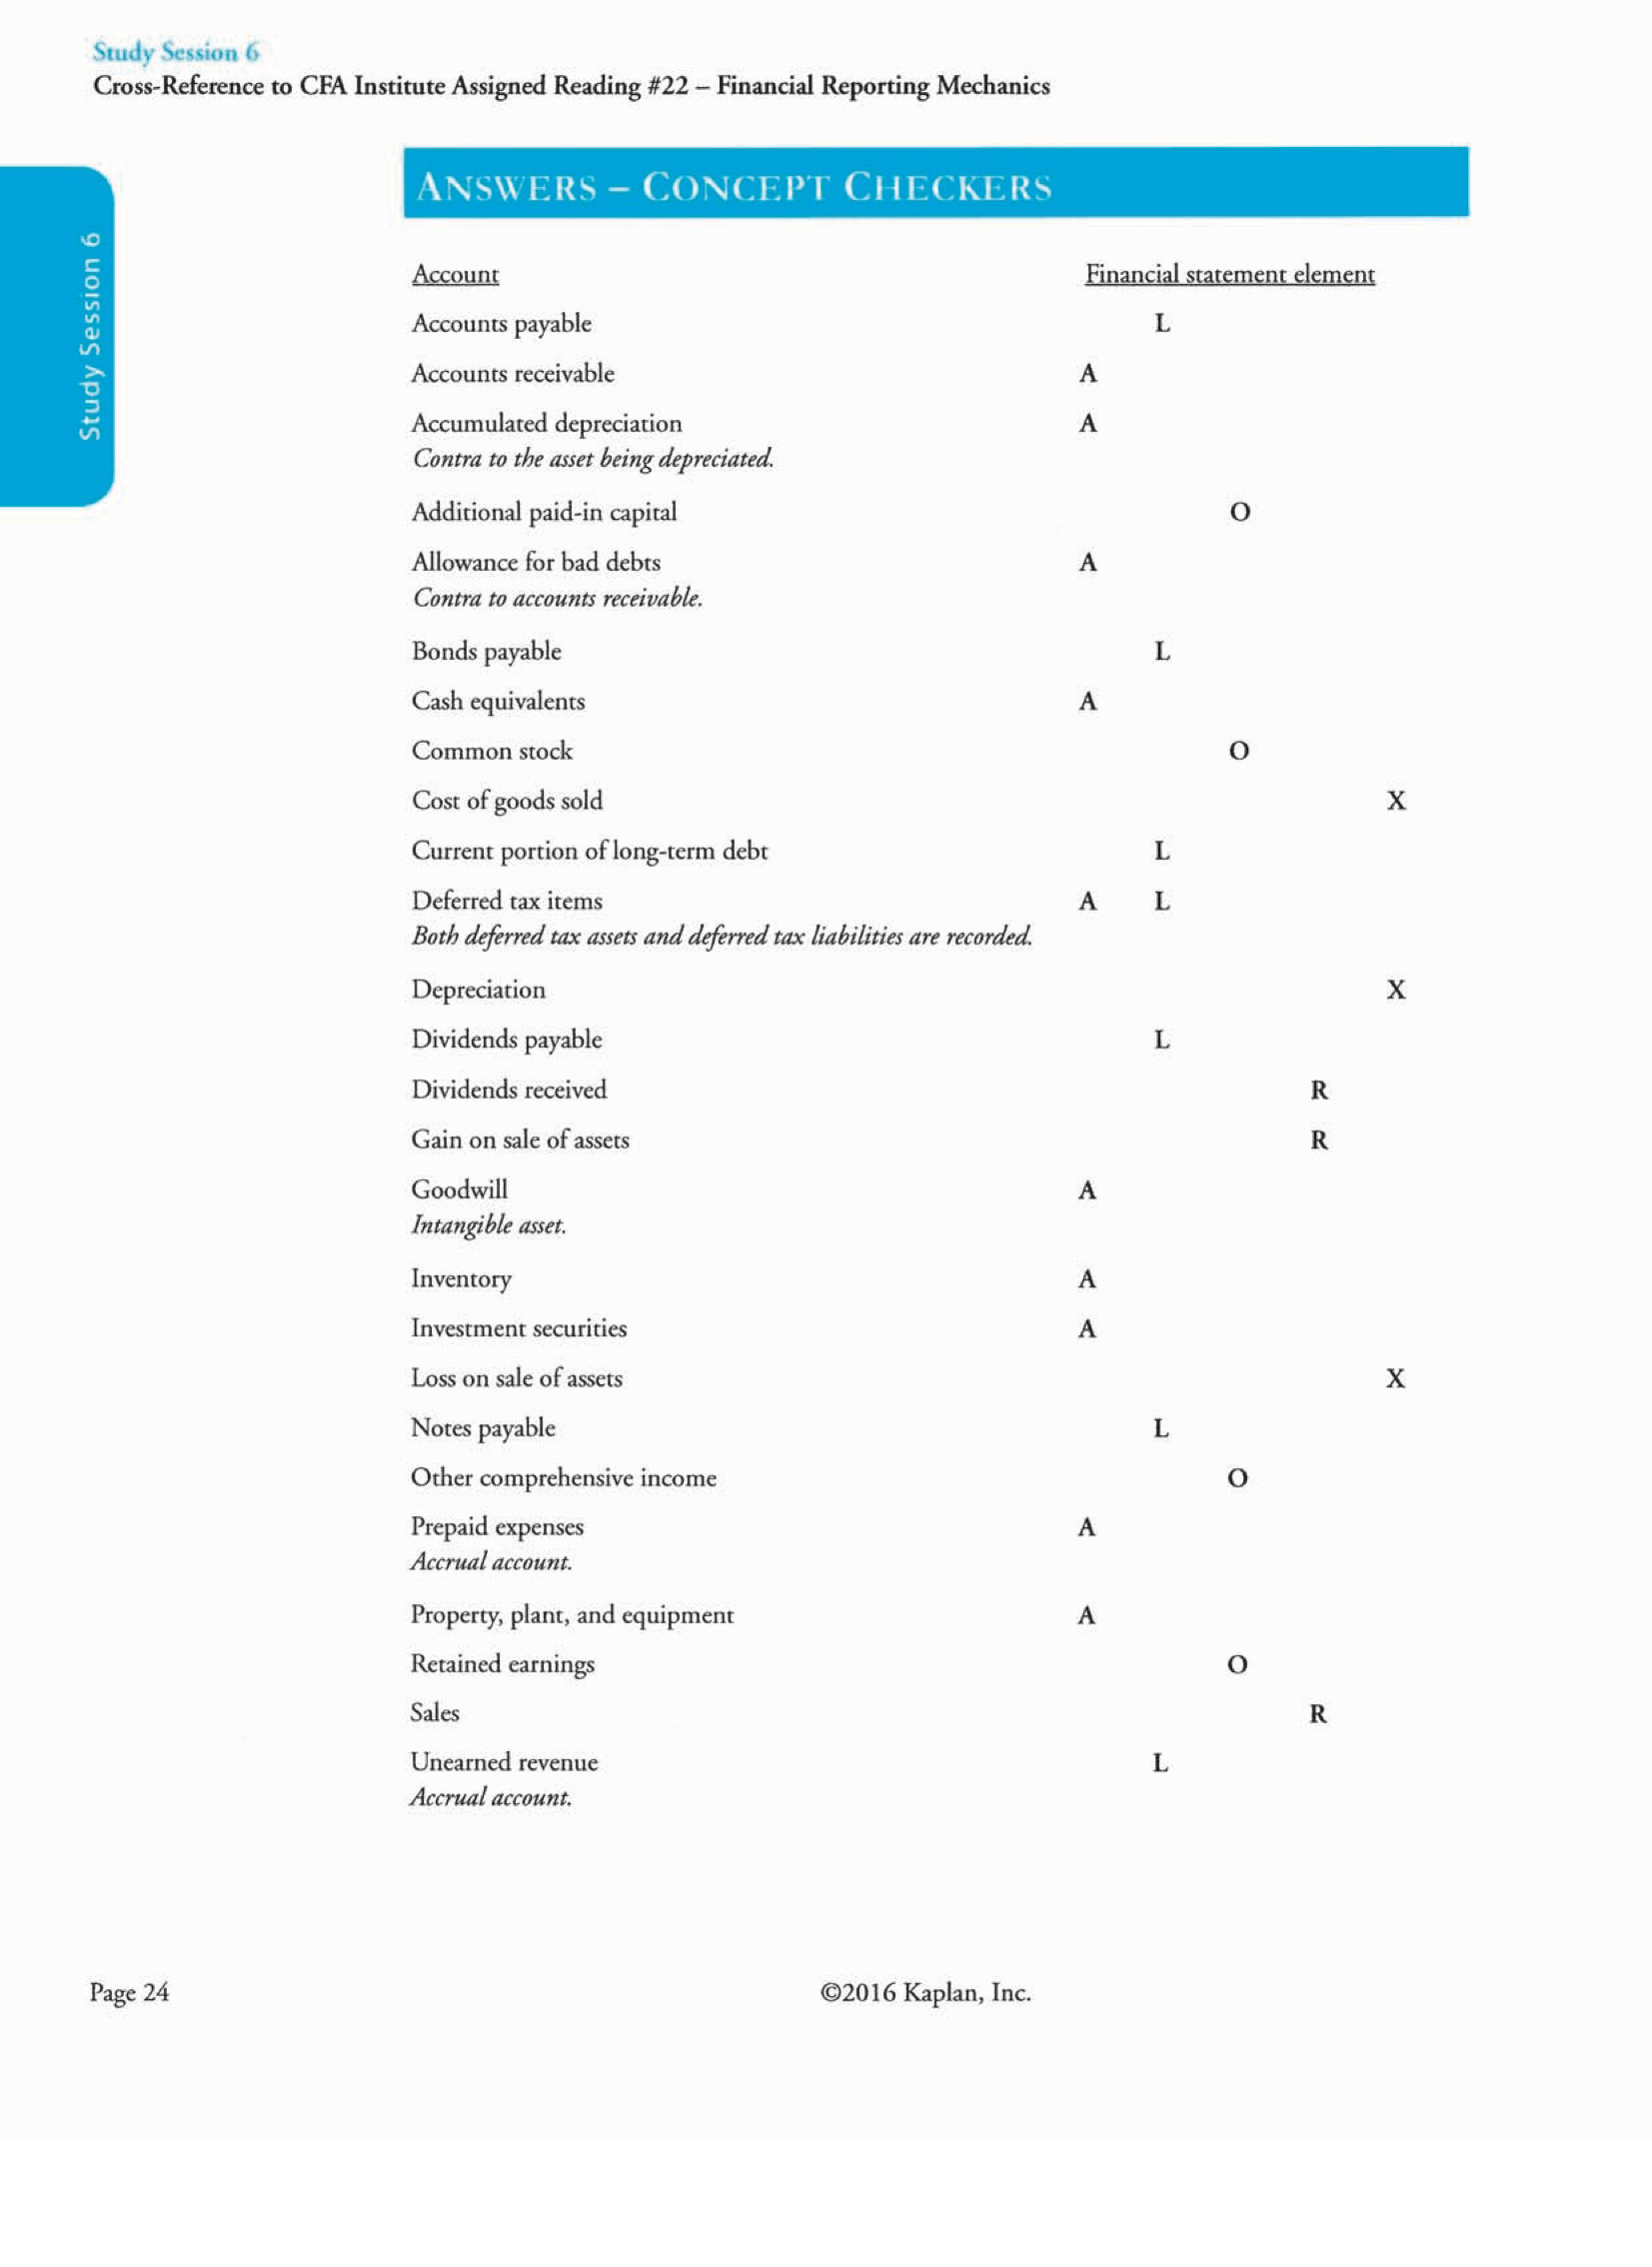 Study Session 6
Cross-Reference to CFA Institute Assigned Reading #22 – Financial Reporting Mechanics
Study Session 6
ANSWERS – CONCEPT CHECKERS
Account Financial statement element
Accounts payable L
Accounts receivable A
Accumulated depreciation A
Contra to the asset being depreciated.
Additional paid-in capital O
Allowance for bad debts A
Contra to accounts receivable.
Bonds payable L
Cash equivalents A
Common stock O
Cost of goods sold X
Current portion of long-term debt L
Deferred tax items A L
Both deferred tax assets and deferred tax liabilities are recorded.
Depreciation X
Dividends payable L
Dividends received R
Gain on sale of assets R
Goodwill A
Intangible asset.
Inventory A
Investment securities A
Loss on sale of assets X
Notes payable L
Other comprehensive income O
Prepaid expenses A
Accrual account.
Property, plant, and equipment A
Retained earnings O
Sales R
Unearned revenue L
Accrual account.
Page 24 ©2016 Kaplan, Inc.